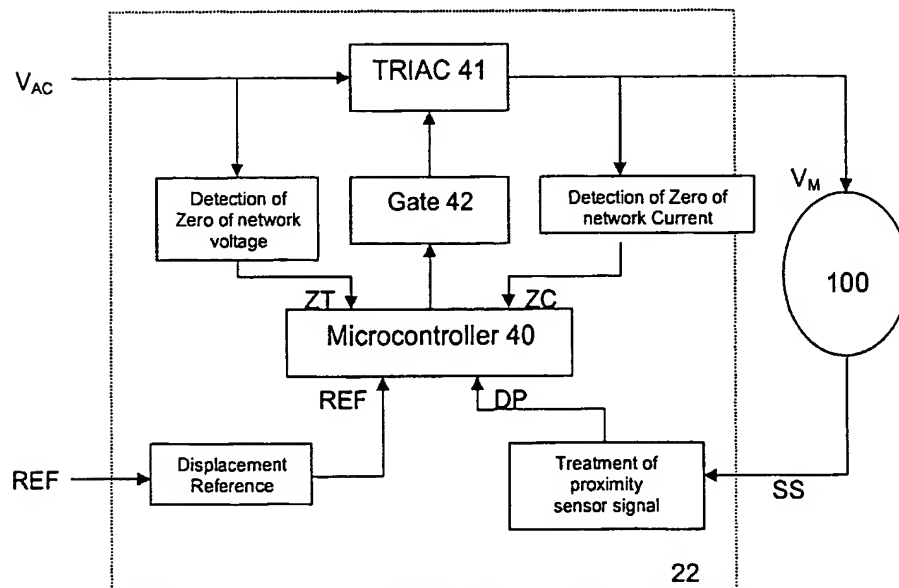 TRIAC 41
V_AC
Detection of
Zero of network
voltage
Gate 42
Detection of Zero of
network Current
V_M
100
ZT
ZC
Microcontroller 40
REF
DP
REF
Displacement
Reference
Treatment of
proximity
sensor signal
SS
22